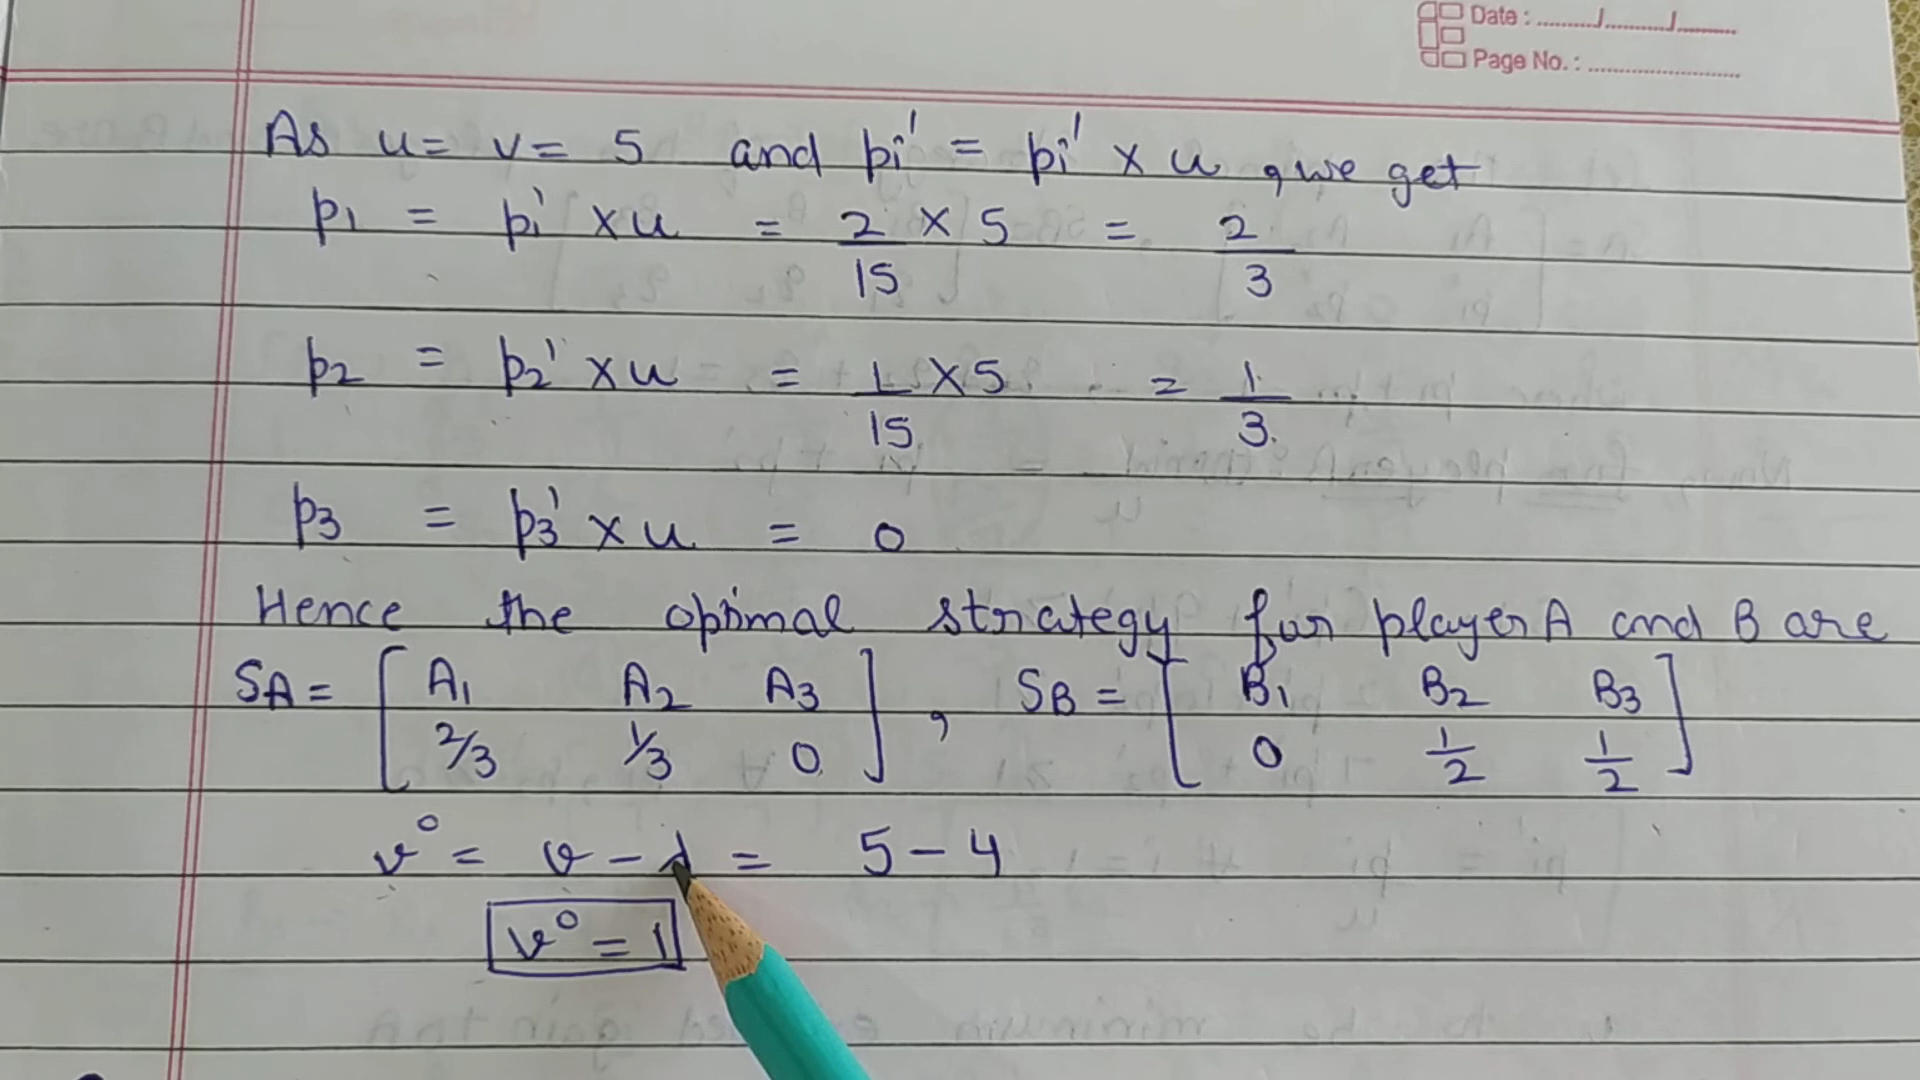 Date : ........./........./.........
Page No. : .........................
As u = v = 5 and pi' = pi' × u, we get
p1 = p1' × u = 2/15 × 5 = 2/3
p2 = p2' × u = 1/15 × 5 = 1/3
p3 = p3' × u = 0
Hence the optimal strategy for player A and B are
SA = [ A1 A2 A3 ] , SB = [ B1 B2 B3 ]
2/3 1/3 0 0 1/2 1/2
v° = v - λ = 5 - 4
v° = 1